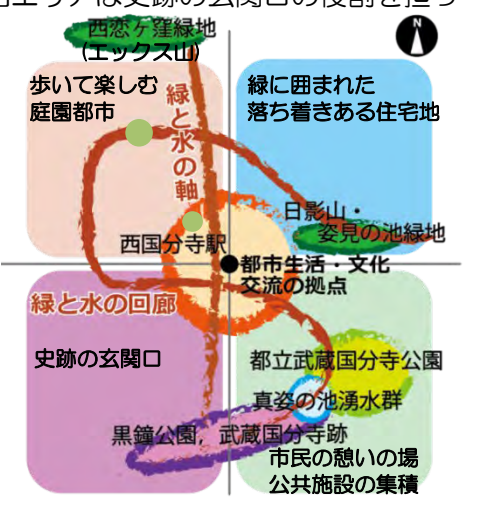 西恋ヶ窪緑地
(エックス山)
N
歩いて楽しむ
庭園都市
緑と水の軸
緑に囲まれた
落ち着きある住宅地
日影山・
姿見の池緑地
西国分寺駅
都市生活・文化
交流の拠点
緑と水の回廊
史跡の玄関口
都立武蔵国分寺公園
真姿の池湧水群
黒鐘公園，武蔵国分寺跡
市民の憩いの場
公共施設の集積